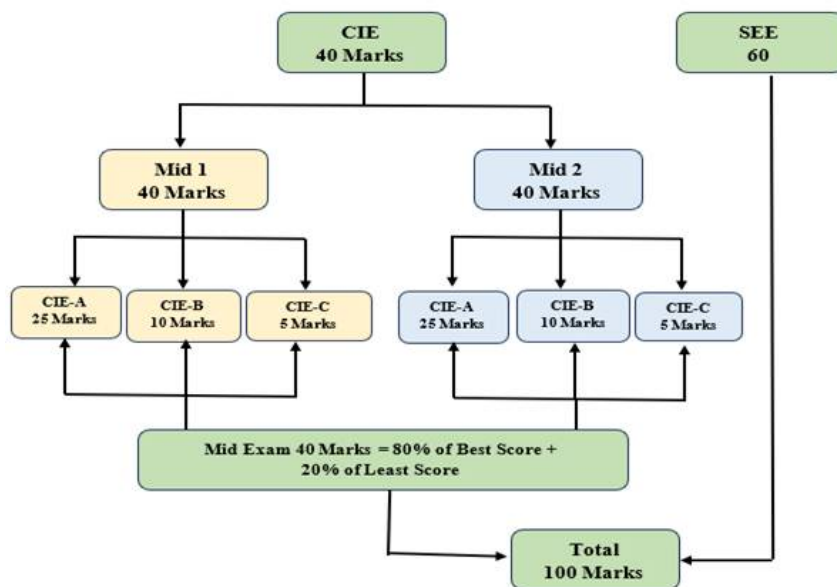 CIE
40 Marks
SEE
60
Mid 1
40 Marks
Mid 2
40 Marks
CIE-A
25 Marks
CIE-B
10 Marks
CIE-C
5 Marks
CIE-A
25 Marks
CIE-B
10 Marks
CIE-C
5 Marks
Mid Exam 40 Marks = 80% of Best Score +
20% of Least Score
Total
100 Marks